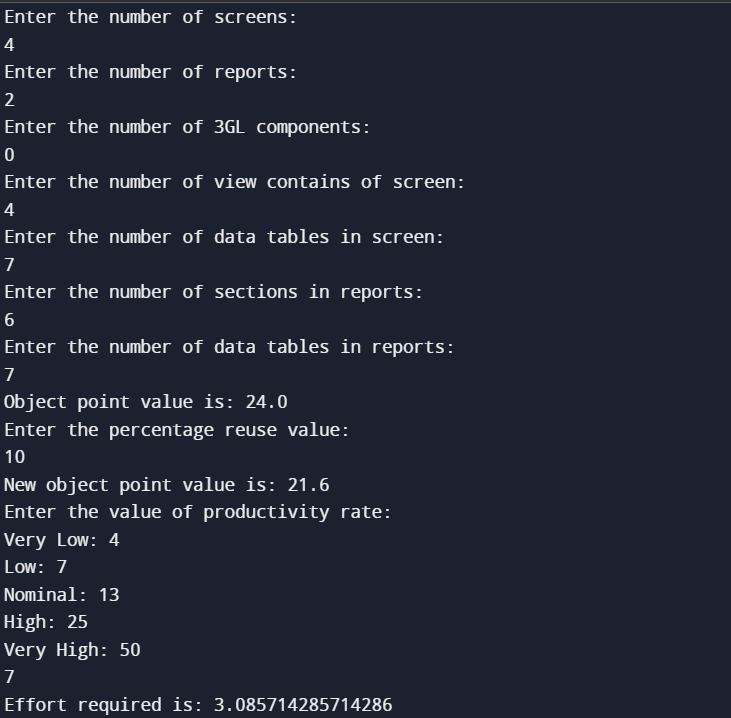 Enter the number of screens:
4
Enter the number of reports:
2
Enter the number of 3GL components:
0
Enter the number of view contains of screen:
4
Enter the number of data tables in screen:
7
Enter the number of sections in reports:
6
Enter the number of data tables in reports:
7
Object point value is: 24.0
Enter the percentage reuse value:
10
New object point value is: 21.6
Enter the value of productivity rate:
Very Low: 4
Low: 7
Nominal: 13
High: 25
Very High: 50
7
Effort required is: 3.085714285714286